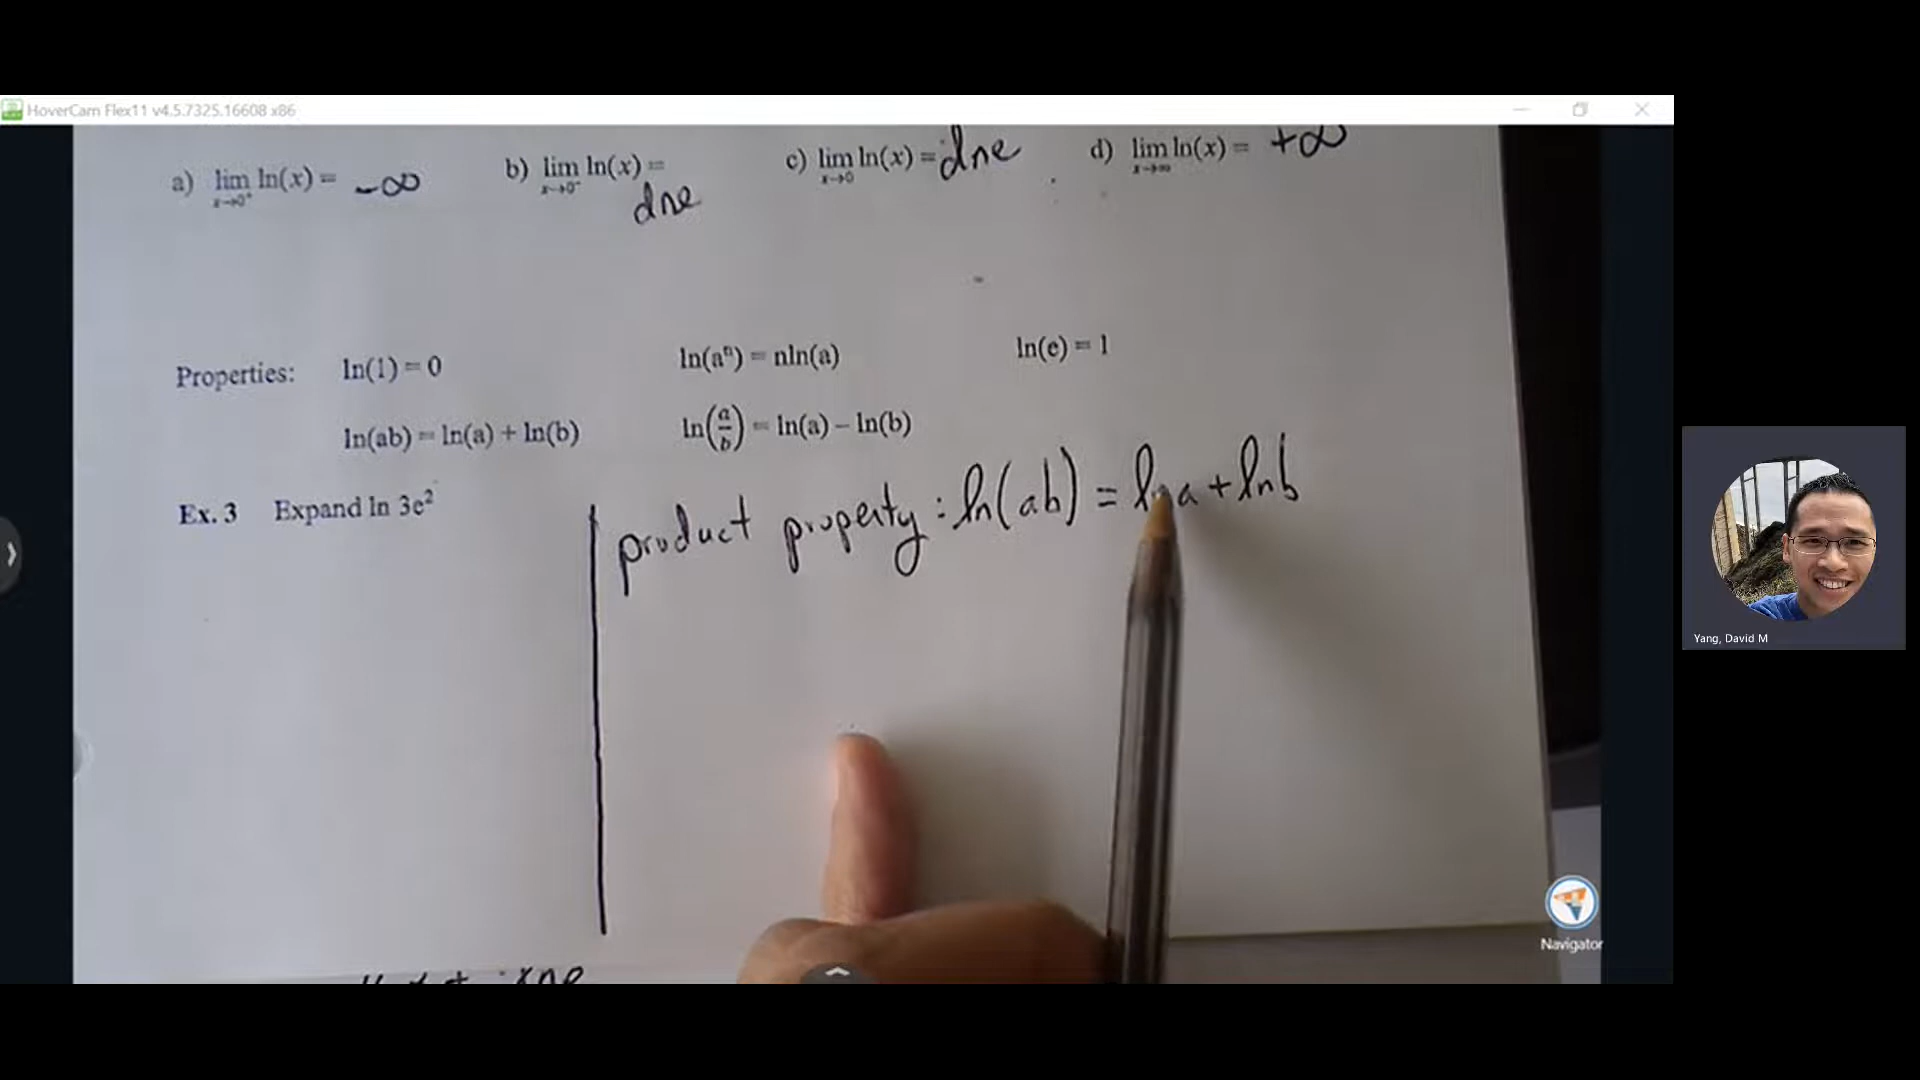 HoverCam Flex11 v4.5.7325.16608 x86
a) lim ln(x) = -∞ b) lim ln(x) = dne c) lim ln(x) = dne d) lim ln(x) = +∞
x→0⁺ x→0⁻ x→0 x→∞
Properties: ln(1) = 0 ln(aⁿ) = nln(a) ln(e) = 1
ln(ab) = ln(a) + ln(b) ln(a/b) = ln(a) – ln(b)
Ex. 3 Expand ln 3e²
product property: ln(ab) = lna + lnb
Yang, David M
Navigator